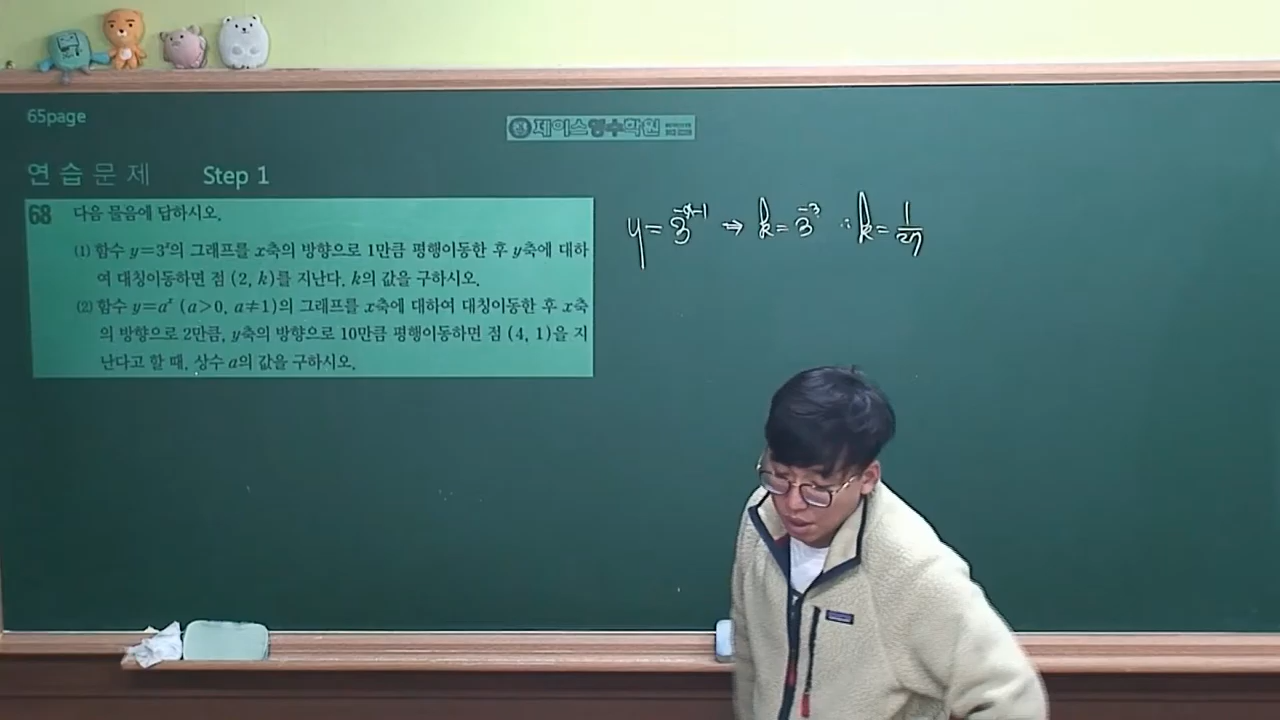 65page
제이스영수학원
연습문제 Step 1
68 다음 물음에 답하시오.
(1) 함수 y=3ˣ의 그래프를 x축의 방향으로 1만큼 평행이동한 후 y축에 대하
여 대칭이동하면 점 (2, k)를 지난다. k의 값을 구하시오.
(2) 함수 y=aˣ (a>0, a≠1)의 그래프를 x축에 대하여 대칭이동한 후 x축
의 방향으로 2만큼, y축의 방향으로 10만큼 평행이동하면 점 (4, 1)을 지
난다고 할 때, 상수 a의 값을 구하시오.
y=3^{-x-1} ⇒ k=3^{-3} ∴ k=1/27